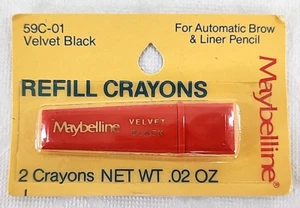 59C-01
Velvet Black
For Automatic Brow
& Liner Pencil
REFILL CRAYONS
Maybelline VELVET
BLACK
Maybelline®
2 Crayons NET WT .02 OZ